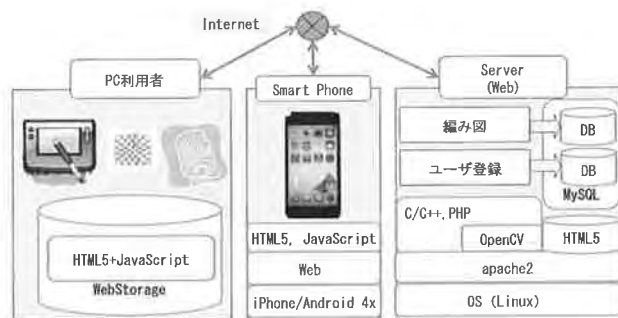 Internet
PC利用者
HTML5+JavaScript
WebStorage
Smart Phone
HTML5, JavaScript
Web
iPhone/Android 4x
Server
(Web)
編み図
DB
ユーザ登録
DB
MySQL
C/C++,PHP
OpenCV
HTML5
apache2
OS (Linux)